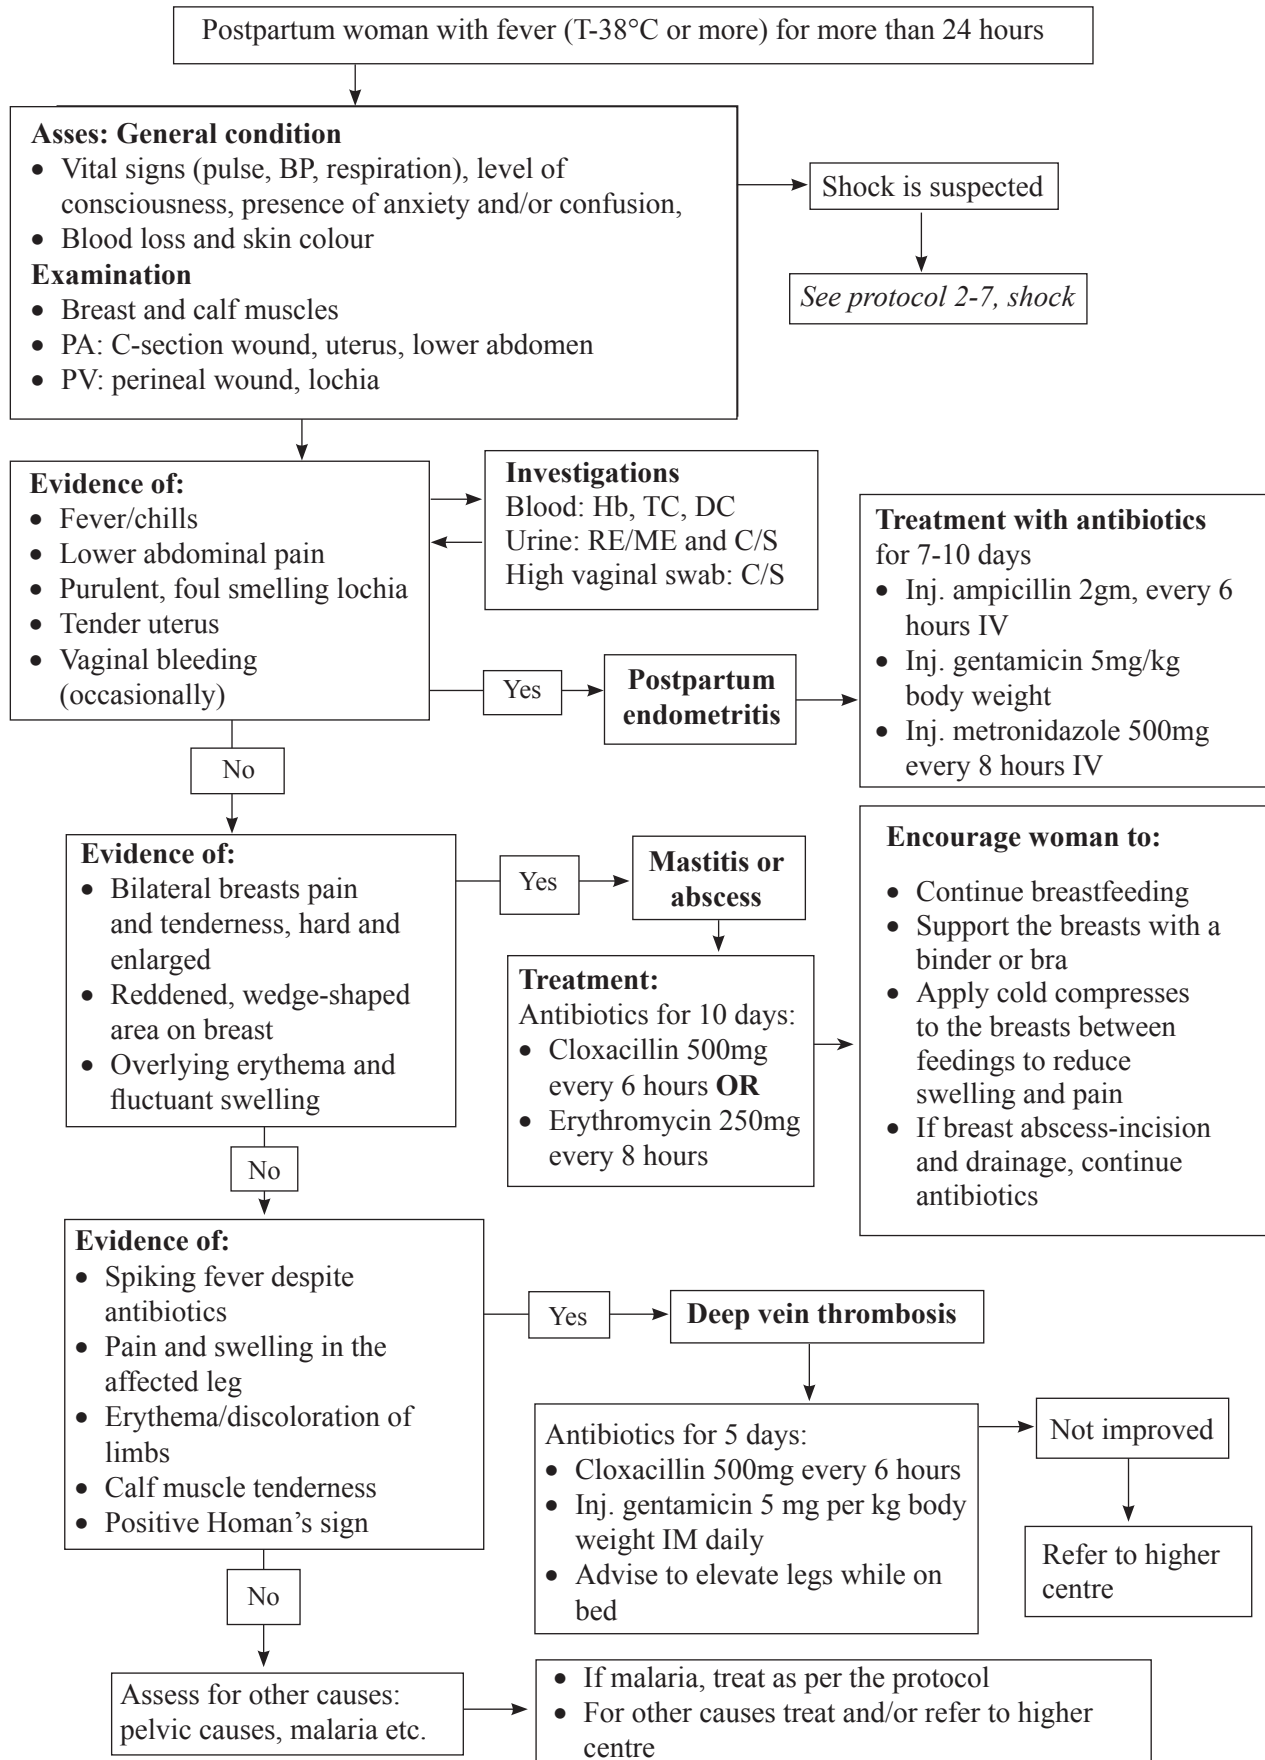 Postpartum woman with fever (T-38°C or more) for more than 24 hours
Asses: General condition
• Vital signs (pulse, BP, respiration), level of
consciousness, presence of anxiety and/or confusion,
• Blood loss and skin colour
Examination
• Breast and calf muscles
• PA: C-section wound, uterus, lower abdomen
• PV: perineal wound, lochia
Shock is suspected
See protocol 2-7, shock
Evidence of:
• Fever/chills
• Lower abdominal pain
• Purulent, foul smelling lochia
• Tender uterus
• Vaginal bleeding
(occasionally)
Investigations
Blood: Hb, TC, DC
Urine: RE/ME and C/S
High vaginal swab: C/S
Yes
Postpartum
endometritis
Treatment with antibiotics
for 7-10 days
• Inj. ampicillin 2gm, every 6
hours IV
• Inj. gentamicin 5mg/kg
body weight
• Inj. metronidazole 500mg
every 8 hours IV
No
Evidence of:
• Bilateral breasts pain
and tenderness, hard and
enlarged
• Reddened, wedge-shaped
area on breast
• Overlying erythema and
fluctuant swelling
Yes
Mastitis or
abscess
Treatment:
Antibiotics for 10 days:
• Cloxacillin 500mg
every 6 hours OR
• Erythromycin 250mg
every 8 hours
Encourage woman to:
• Continue breastfeeding
• Support the breasts with a
binder or bra
• Apply cold compresses
to the breasts between
feedings to reduce
swelling and pain
• If breast abscess-incision
and drainage, continue
antibiotics
No
Evidence of:
• Spiking fever despite
antibiotics
• Pain and swelling in the
affected leg
• Erythema/discoloration of
limbs
• Calf muscle tenderness
• Positive Homan's sign
Yes
Deep vein thrombosis
Antibiotics for 5 days:
• Cloxacillin 500mg every 6 hours
• Inj. gentamicin 5 mg per kg body
weight IM daily
• Advise to elevate legs while on
bed
Not improved
Refer to higher
centre
No
Assess for other causes:
pelvic causes, malaria etc.
• If malaria, treat as per the protocol
• For other causes treat and/or refer to higher
centre